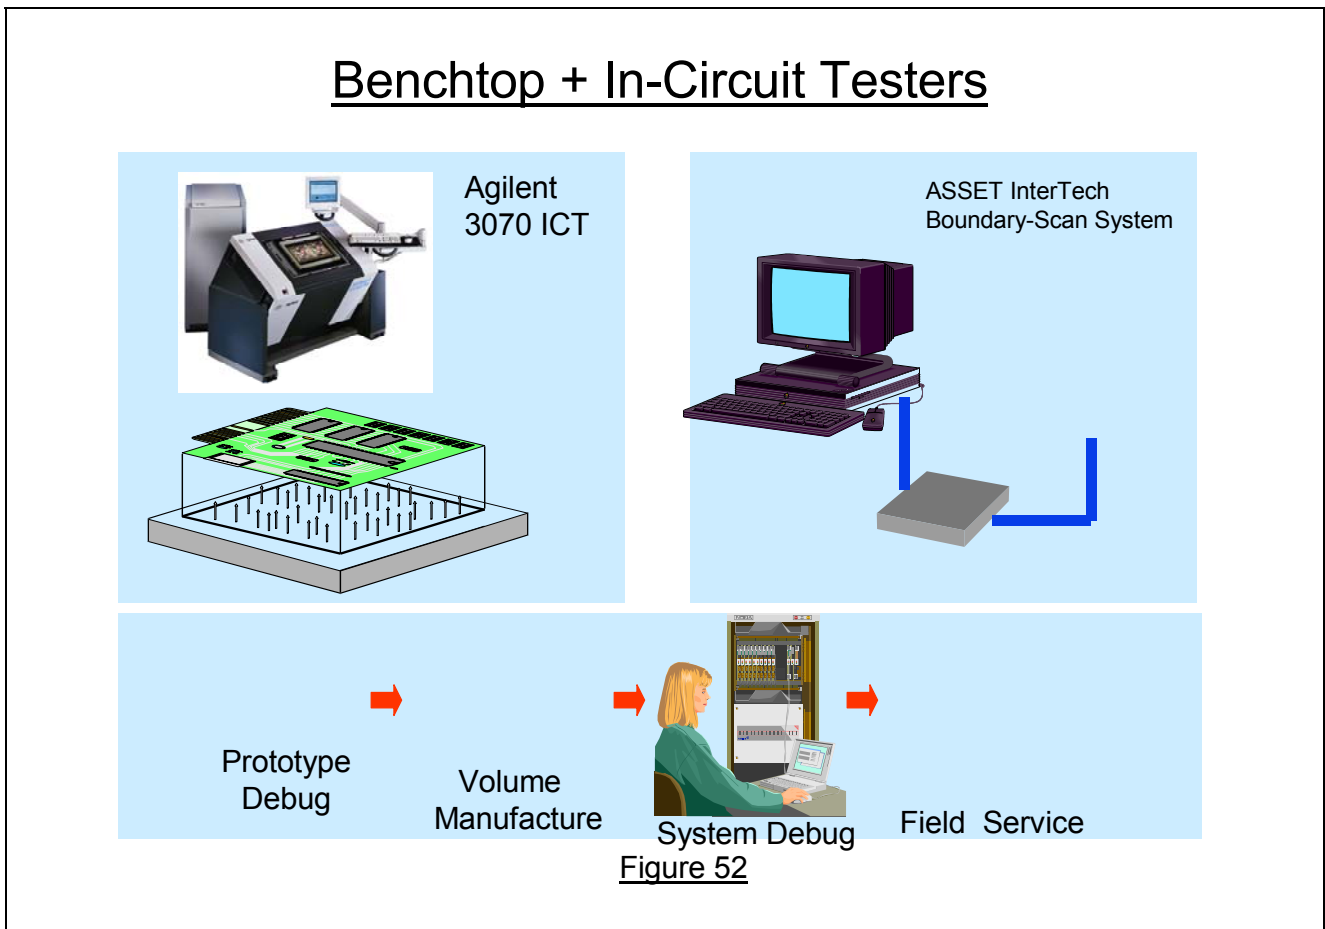 Benchtop + In-Circuit Testers
Agilent
3070 ICT
ASSET InterTech
Boundary-Scan System
Prototype
Debug
Volume
Manufacture
System Debug
Field Service
Figure 52